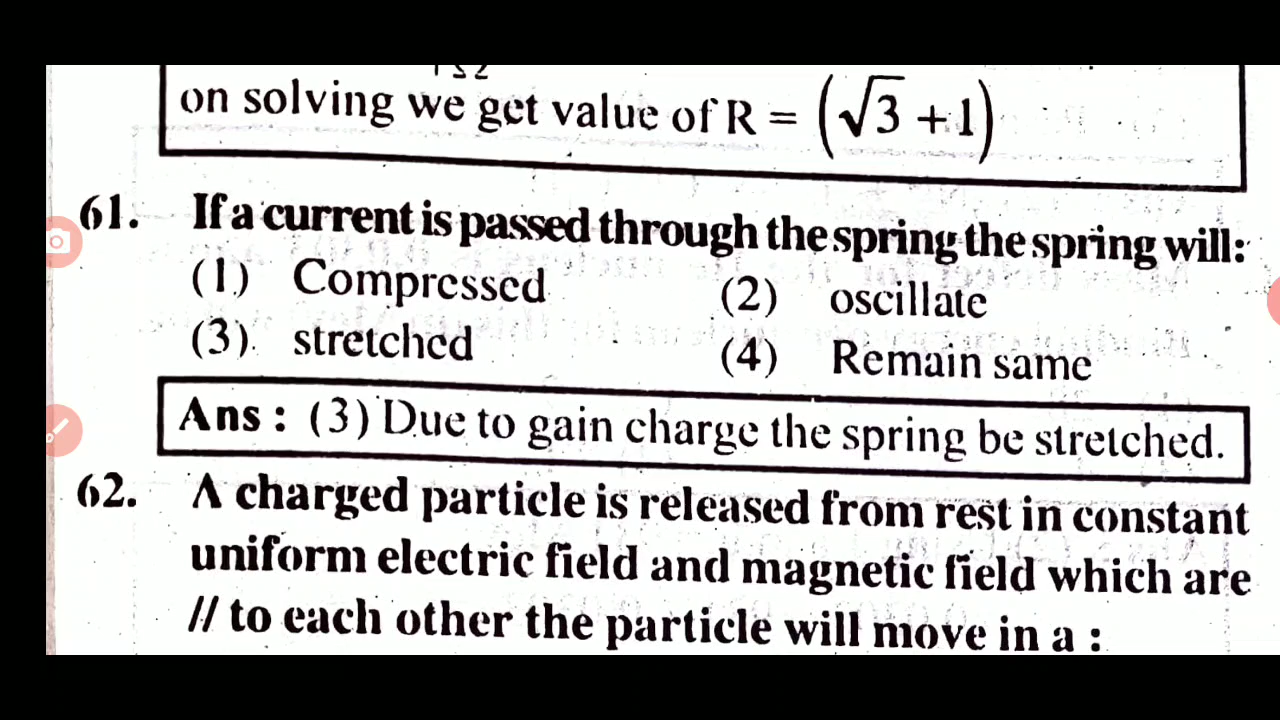 on solving we get value of R = (√3 + 1)
61. If a current is passed through the spring the spring will:
(1) Compressed (2) oscillate
(3) stretched (4) Remain same
Ans : (3) Due to gain charge the spring be stretched.
62. A charged particle is released from rest in constant
uniform electric field and magnetic field which are
// to each other the particle will move in a :